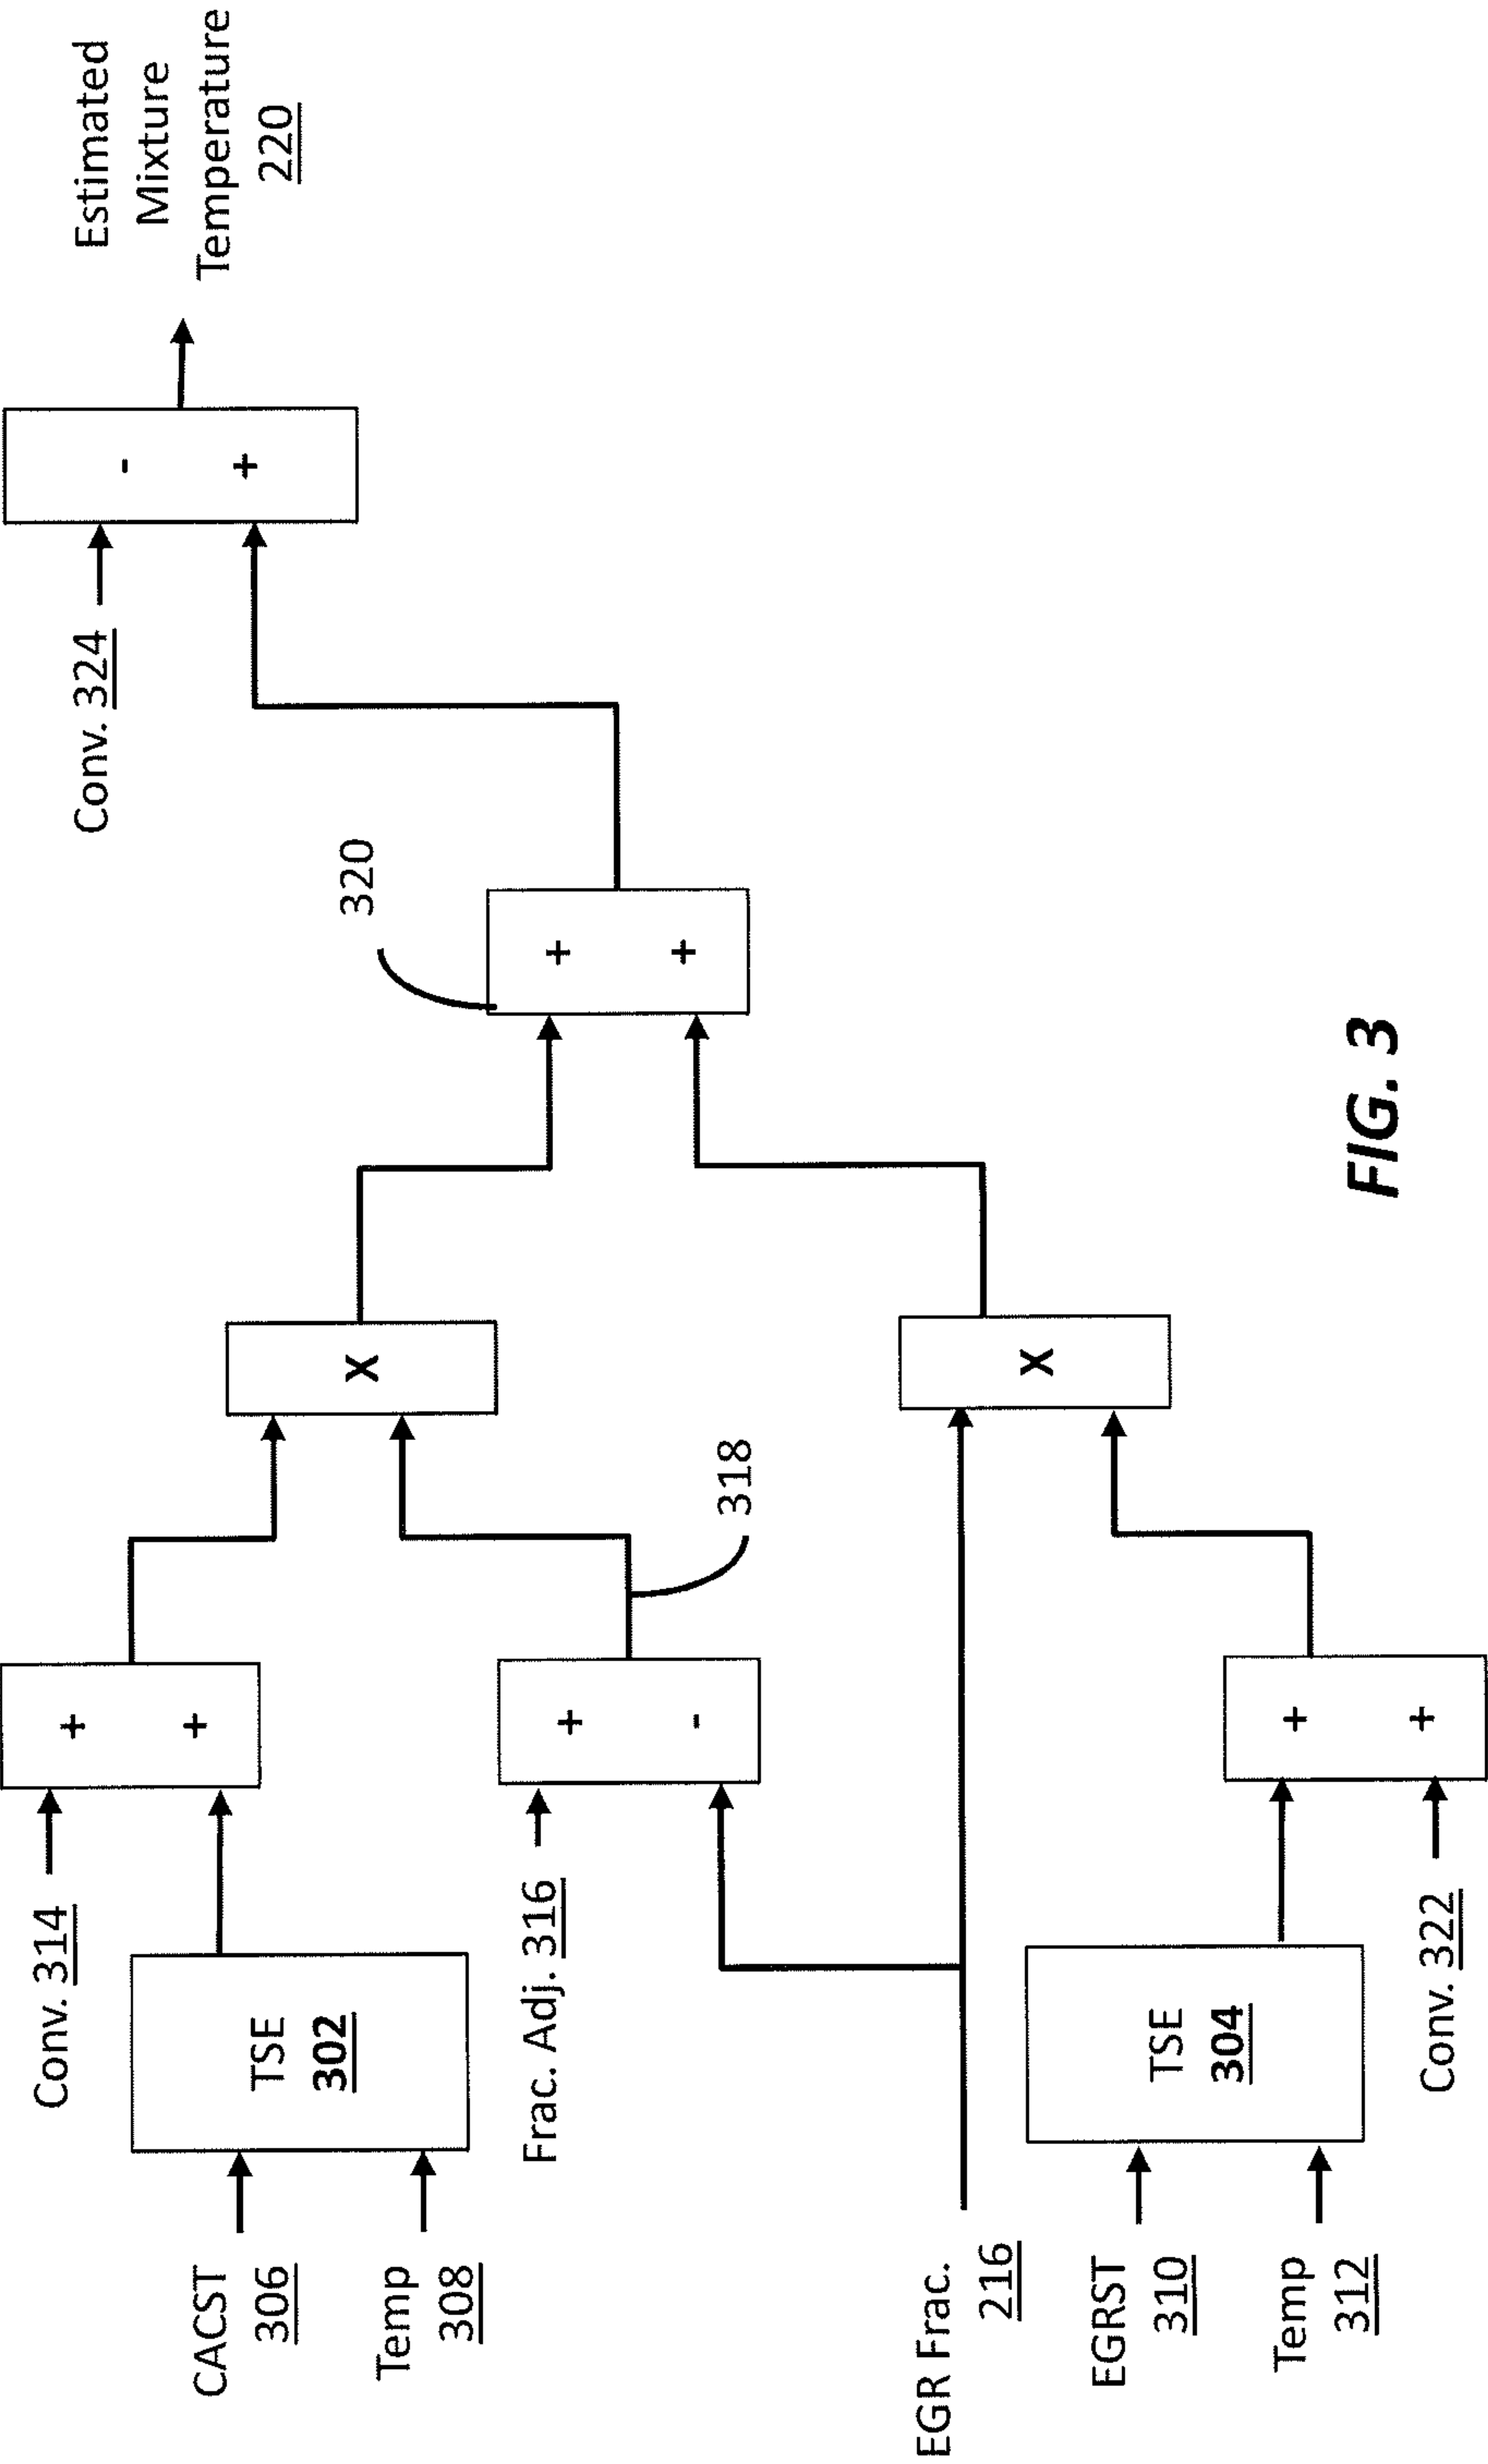 Conv. 314
+
+
TSE
302
CACST
306
Temp
308
Frac. Adj. 316
+
-
318
X
EGR Frac.
216
EGRST
310
Temp
312
TSE
304
Conv. 322
+
+
X
320
+
+
Conv. 324
-
+
Estimated
Mixture
Temperature
220
FIG. 3